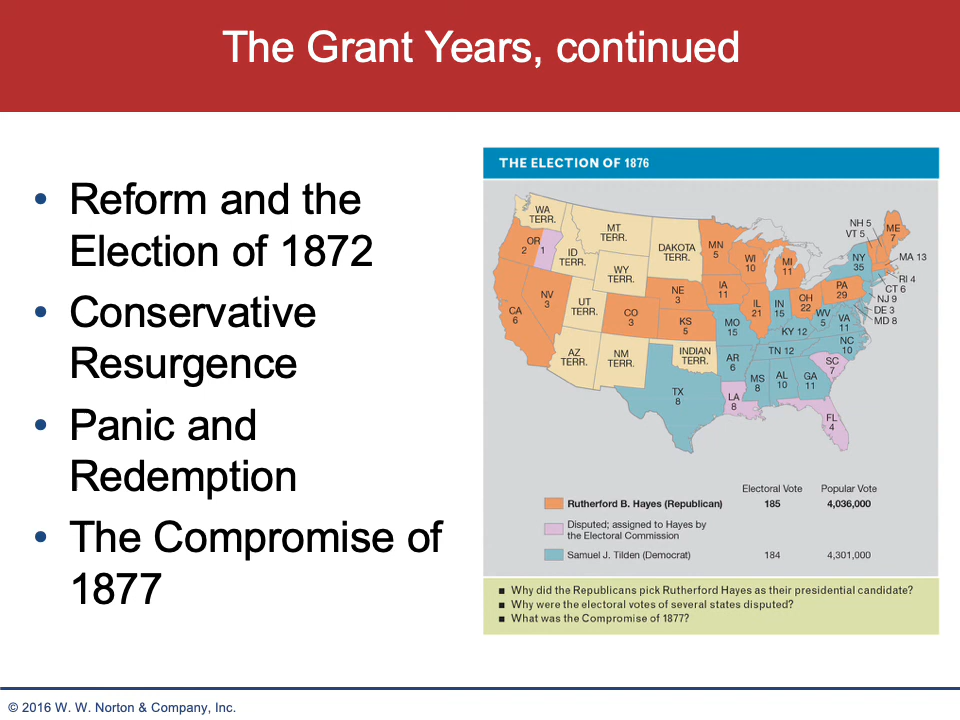 The Grant Years, continued
• Reform and the
Election of 1872
• Conservative
Resurgence
• Panic and
Redemption
• The Compromise of
1877
THE ELECTION OF 1876
WA
TERR.
OR
2
1
ID
TERR.
MT
TERR.
DAKOTA
TERR.
MN
5
WI
10
MI
11
NH 5
VT 5
ME
7
NY
35
MA 13
RI 4
CT 6
NJ 9
DE 3
MD 8
WY
TERR.
NE
3
IA
11
IL
21
IN
15
OH
22
PA
29
WV
5
VA
11
NV
3
CA
6
UT
TERR.
CO
3
KS
5
MO
15
KY 12
NC
10
AZ
TERR.
NM
TERR.
INDIAN
TERR.
AR
6
TN 12
SC
7
MS
8
AL
10
GA
11
TX
8
LA
8
FL
4
Electoral Vote Popular Vote
Rutherford B. Hayes (Republican) 185 4,036,000
Disputed; assigned to Hayes by
the Electoral Commission
Samuel J. Tilden (Democrat) 184 4,301,000
■ Why did the Republicans pick Rutherford Hayes as their presidential candidate?
■ Why were the electoral votes of several states disputed?
■ What was the Compromise of 1877?
© 2016 W. W. Norton & Company, Inc.